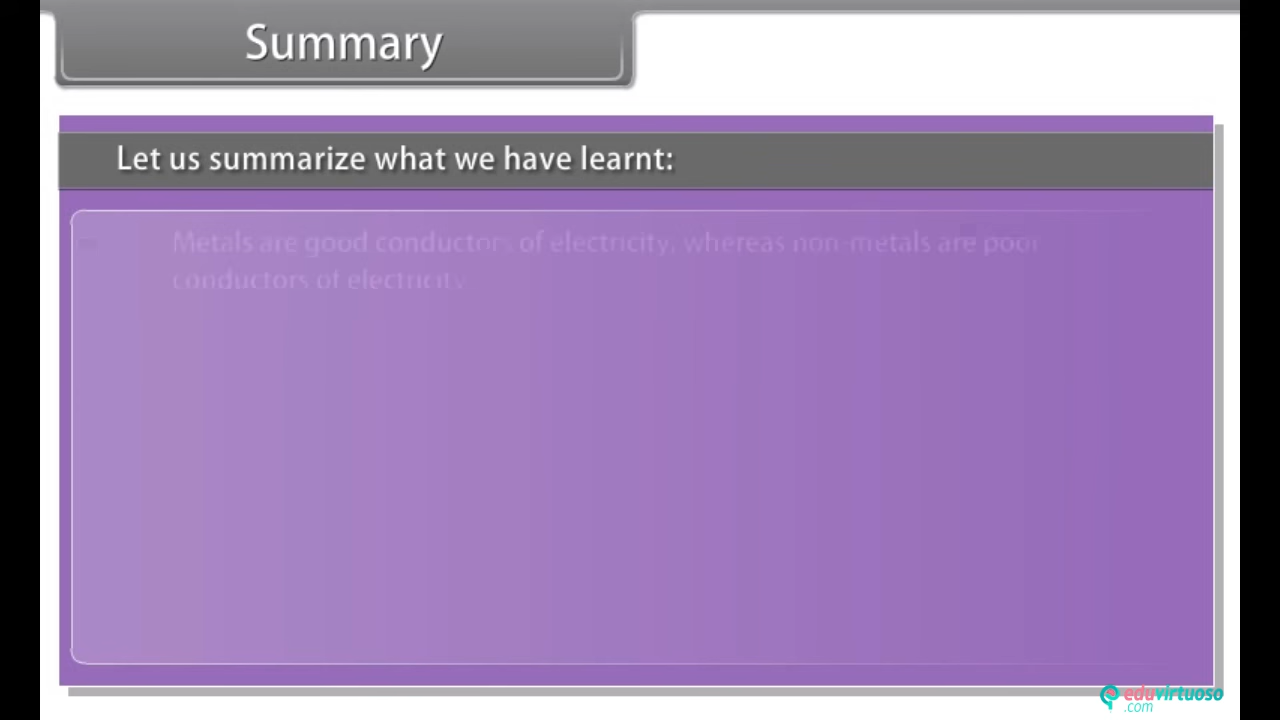 Summary
Let us summarize what we have learnt:
Metals are good conductors of electricity, whereas non-metals are poor
conductors of electricity
eduvirtuoso
.com